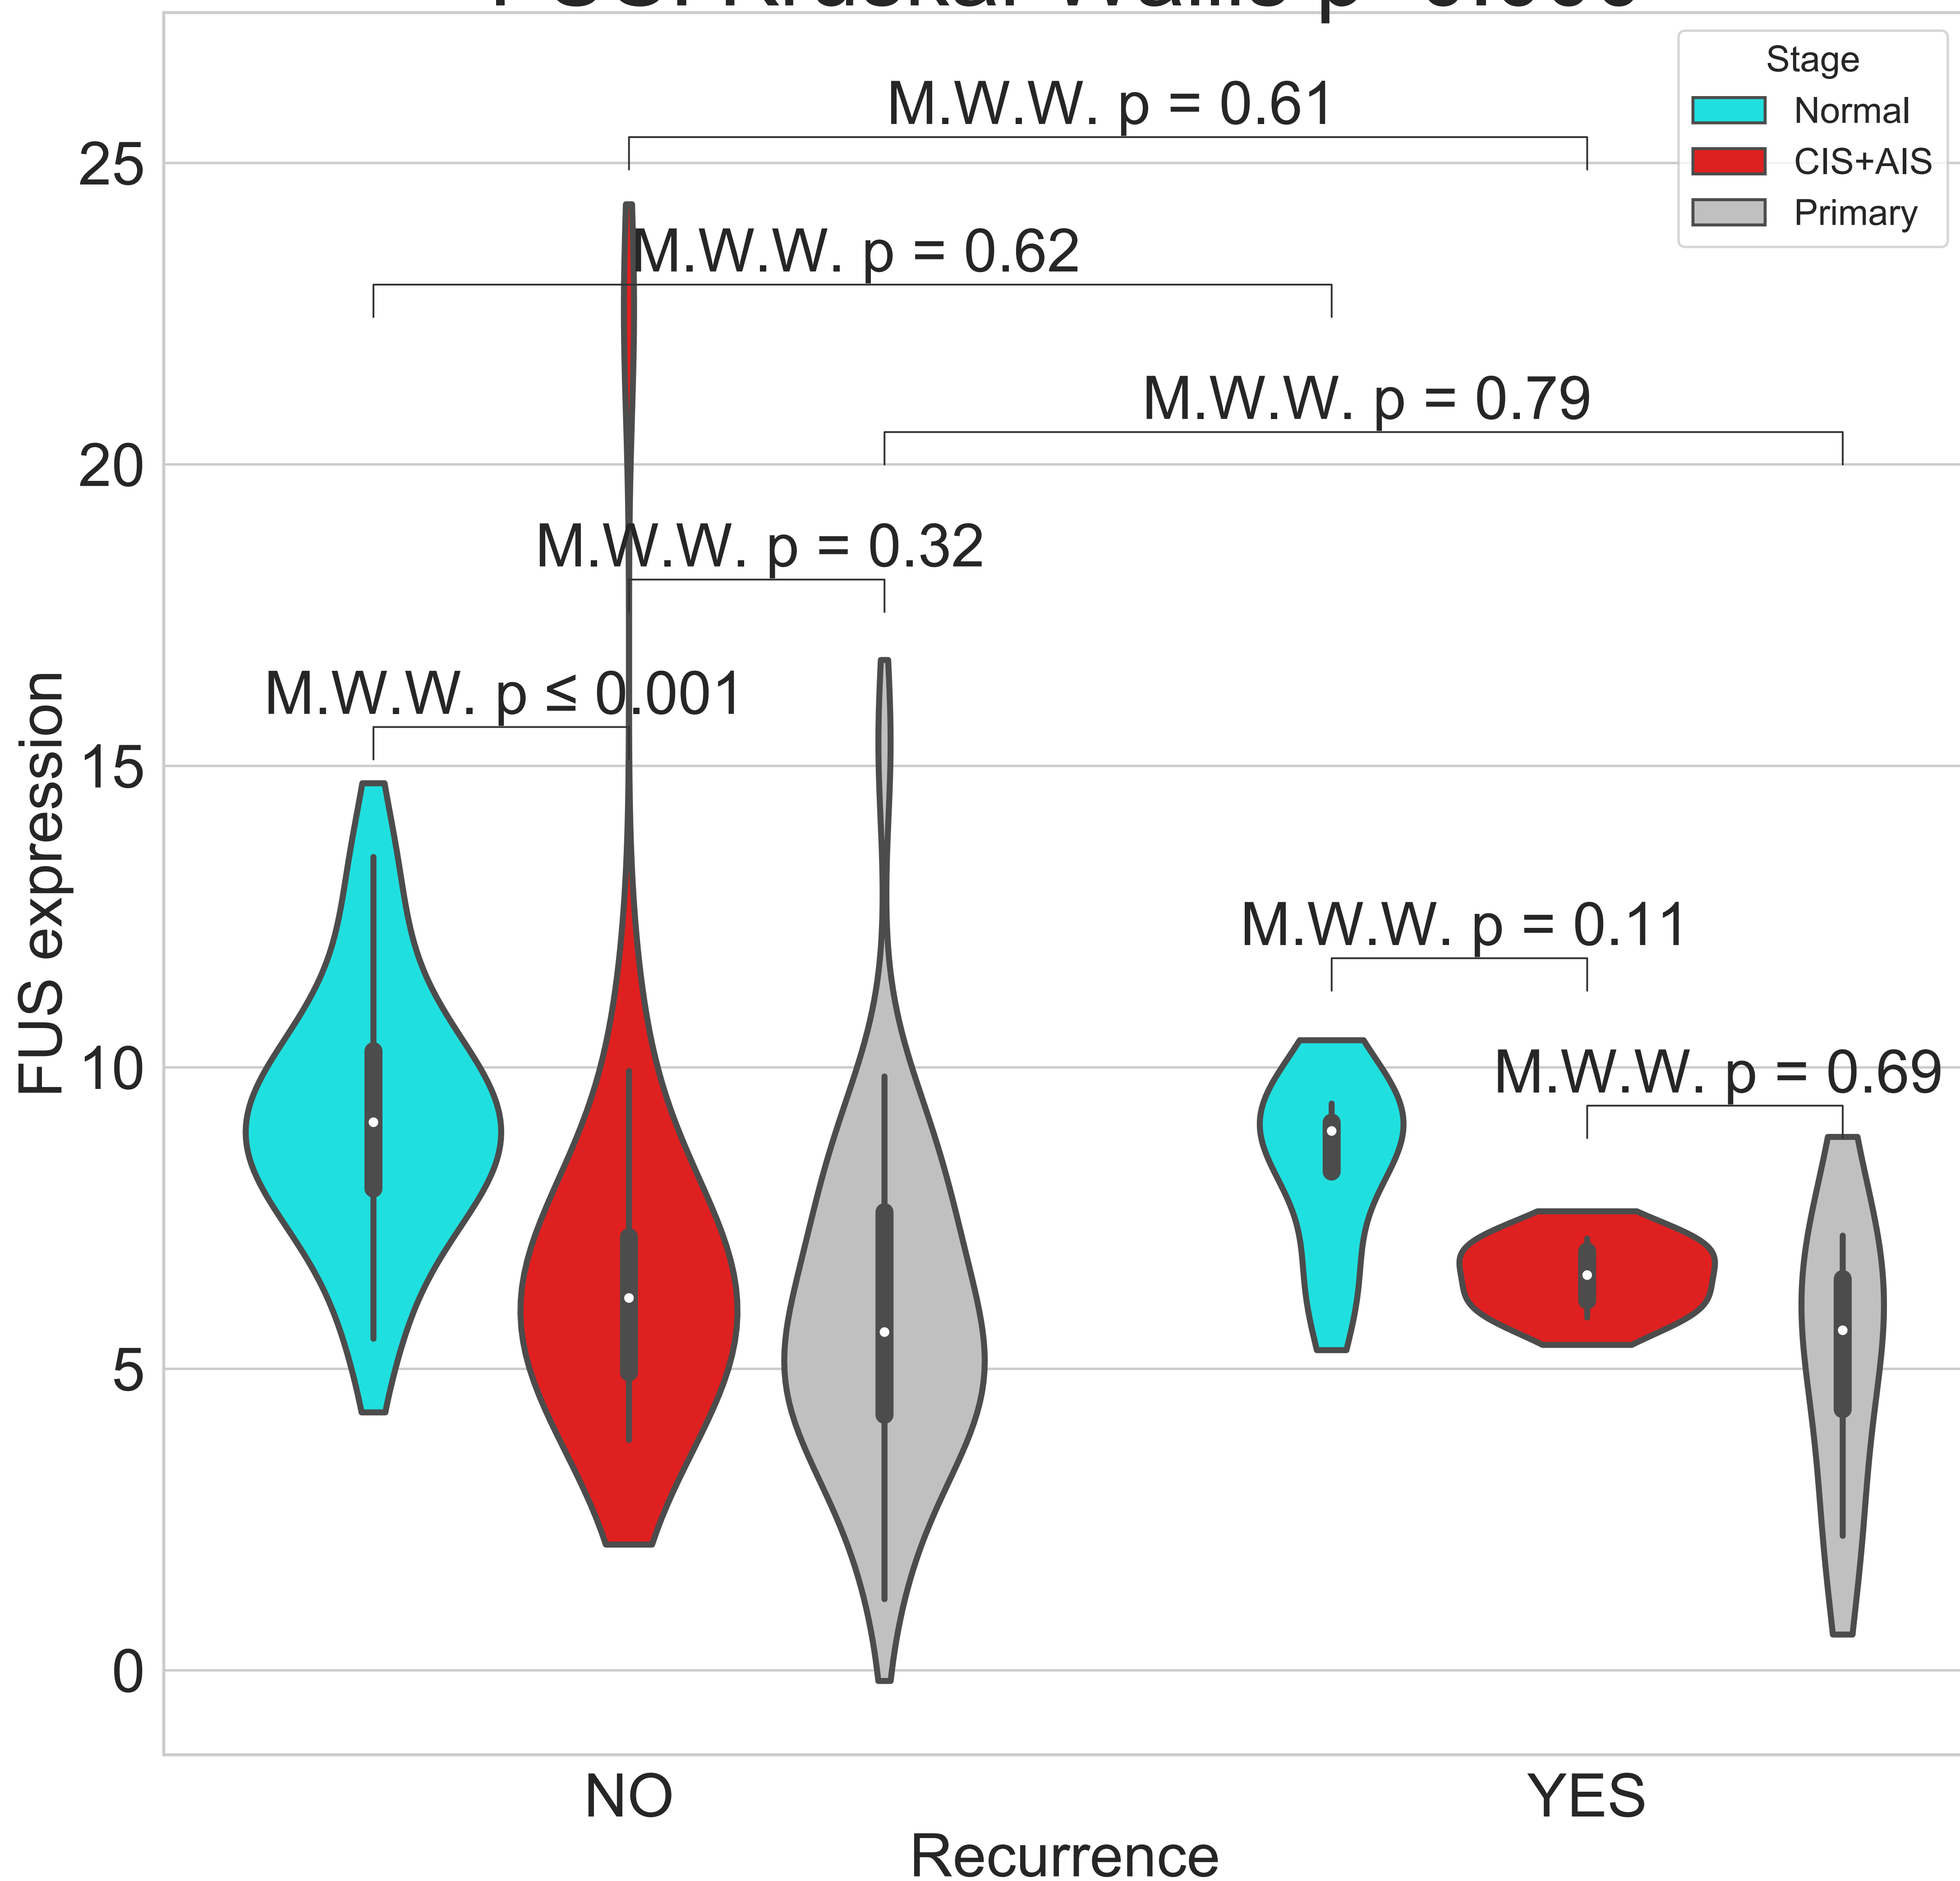 Stage
Normal
CIS+AIS
Primary
M.W.W. p = 0.61
M.W.W. p = 0.62
M.W.W. p = 0.79
M.W.W. p = 0.32
M.W.W. p ≤ 0.001
M.W.W. p = 0.11
M.W.W. p = 0.69
25
20
15
10
5
0
FUS expression
NO
YES
Recurrence